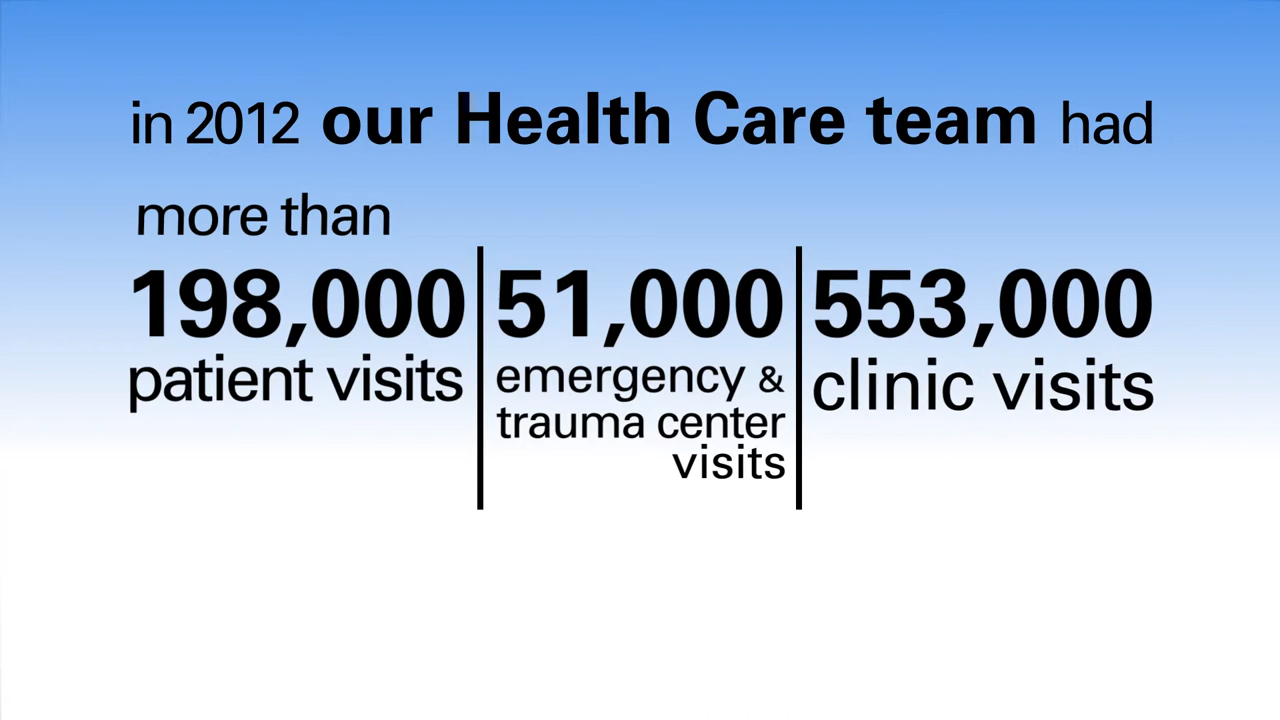 in 2012 our Health Care team had
more than
198,000
patient visits
51,000
emergency &
trauma center
visits
553,000
clinic visits